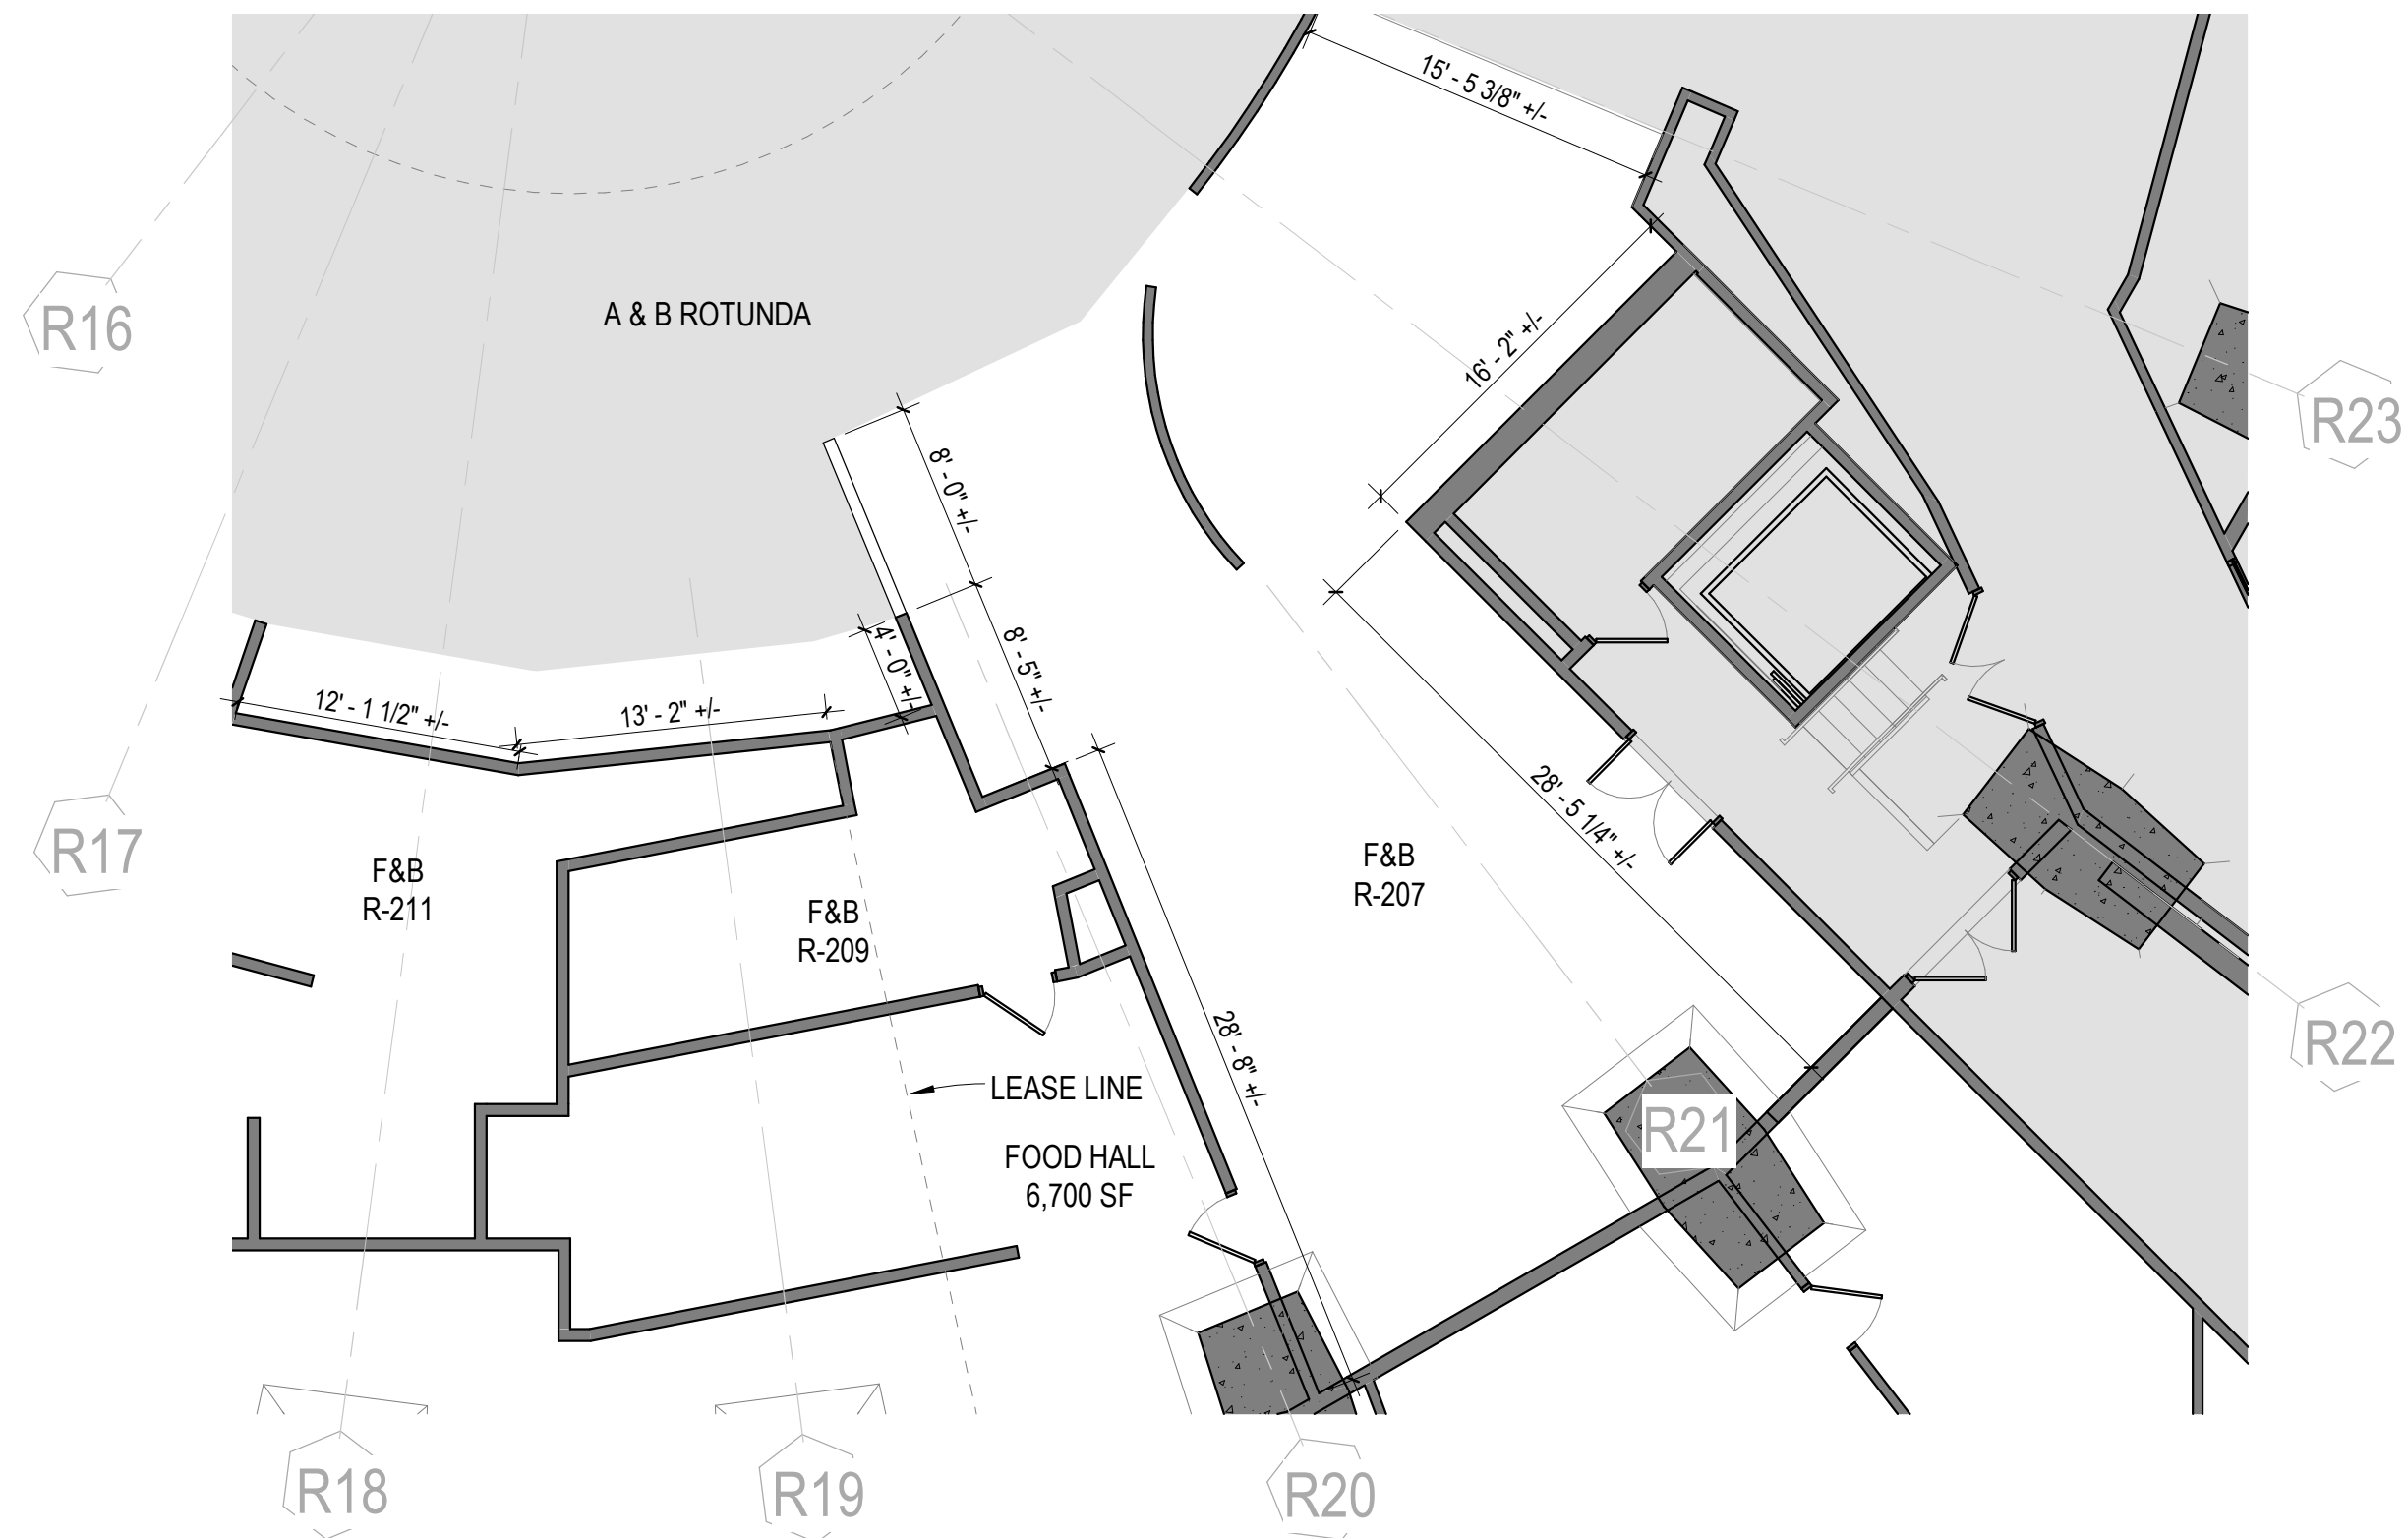 15' - 5 3/8" +/-
R16
A & B ROTUNDA
16' - 2" +/-
R23
8' - 0" +/-
4' - 0" +/-
8' - 5" +/-
12' - 1 1/2" +/-
13' - 2" +/-
28' - 5 1/4" +/-
R17
F&B
R-211
F&B
R-209
F&B
R-207
28' - 8" +/-
R22
LEASE LINE
R21
FOOD HALL
6,700 SF
R18
R19
R20